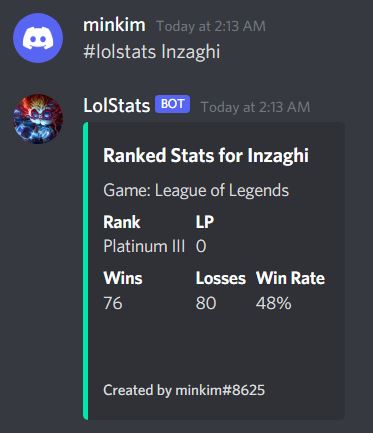 minkim Today at 2:13 AM
#lolstats Inzaghi
LolStats BOT Today at 2:13 AM
Ranked Stats for Inzaghi
Game: League of Legends
Rank LP
Platinum III 0
Wins Losses Win Rate
76 80 48%
Created by minkim#8625